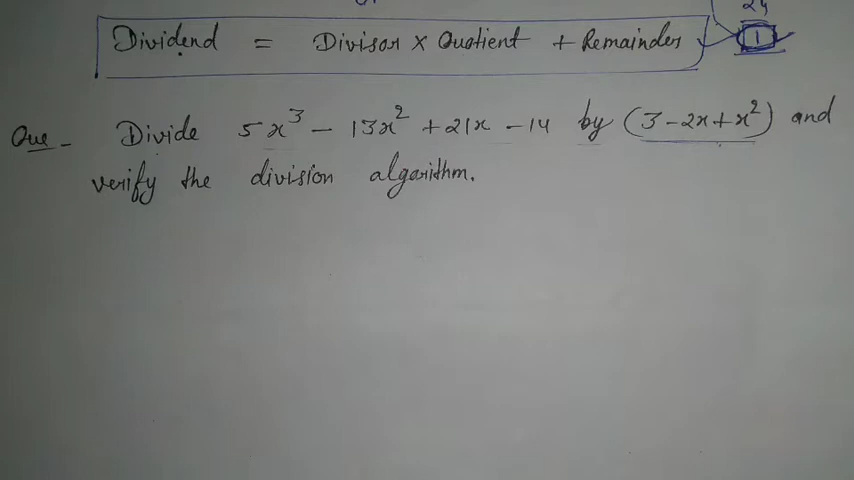 24
Dividend = Divisor × Quotient + Remainder
1
Que - Divide 5x³ - 13x² + 21x - 14 by (3 - 2x + x²) and
verify the division algorithm.